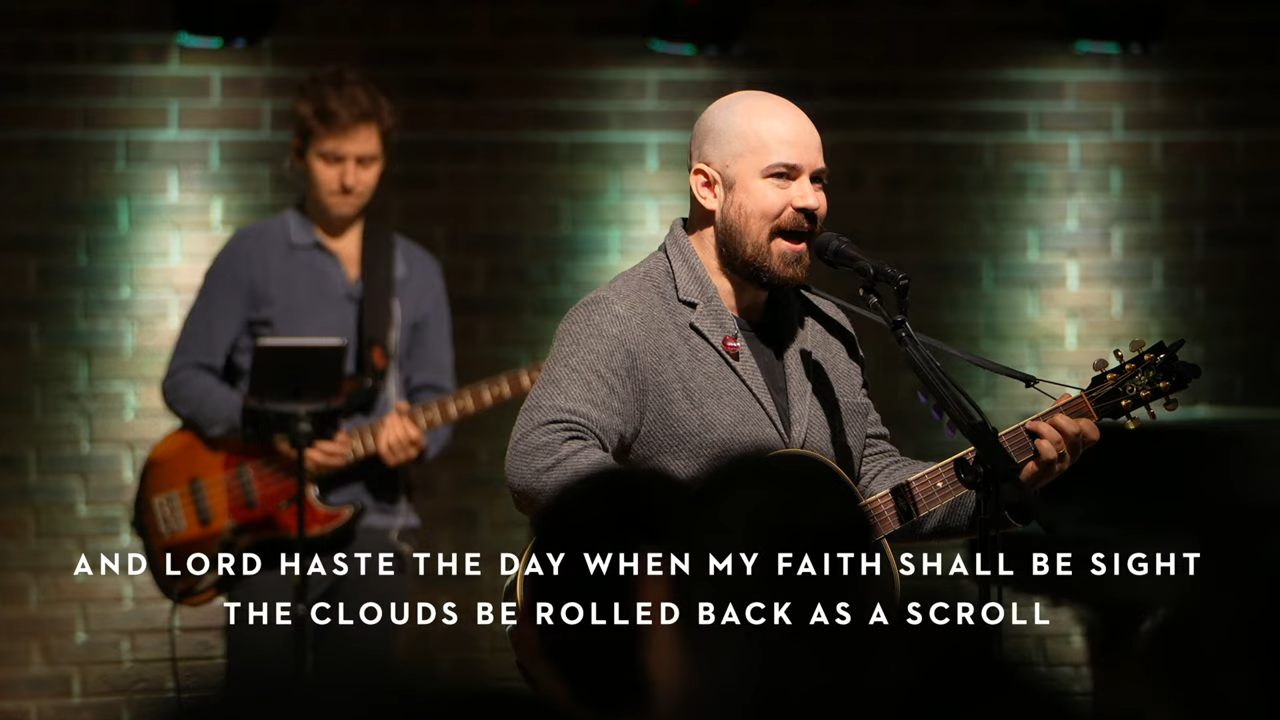 AND LORD HASTE THE DAY WHEN MY FAITH SHALL BE SIGHT
THE CLOUDS BE ROLLED BACK AS A SCROLL